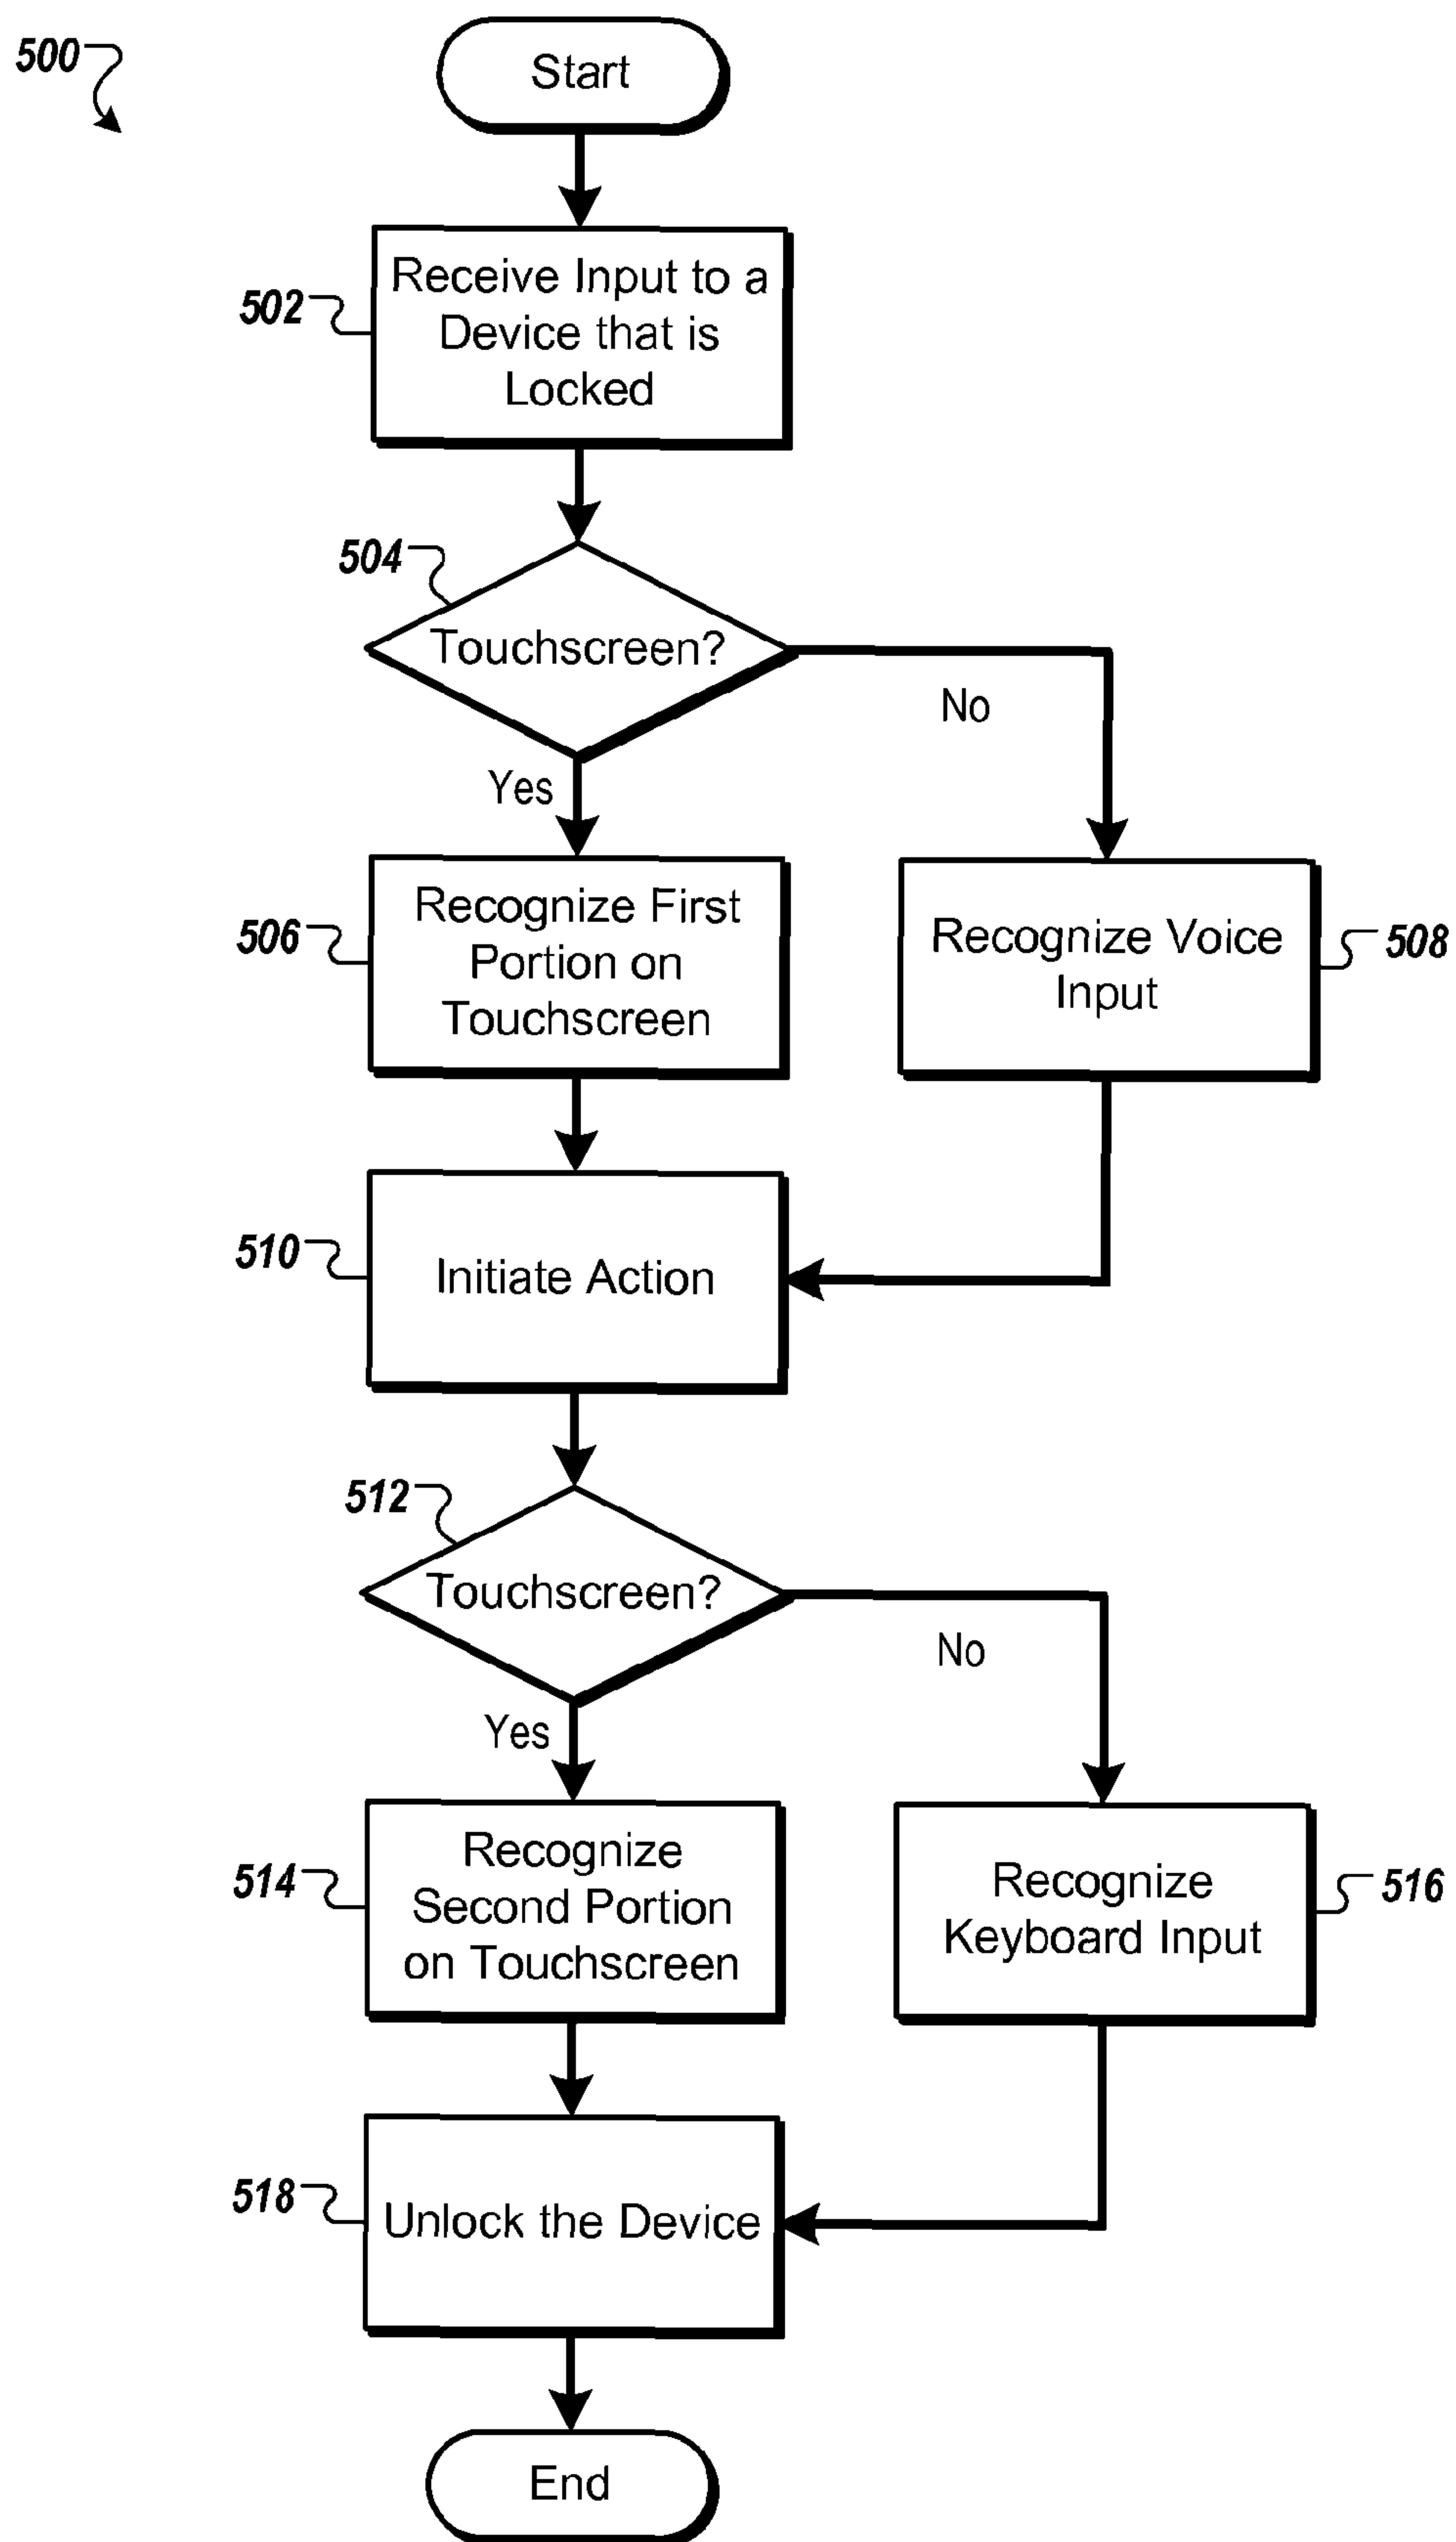 500
Start
502
Receive Input to a
Device that is
Locked
504
Touchscreen?
No
Yes
506
Recognize First
Portion on
Touchscreen
Recognize Voice
Input
508
510
Initiate Action
512
Touchscreen?
No
Yes
514
Recognize
Second Portion
on Touchscreen
Recognize
Keyboard Input
516
518
Unlock the Device
End